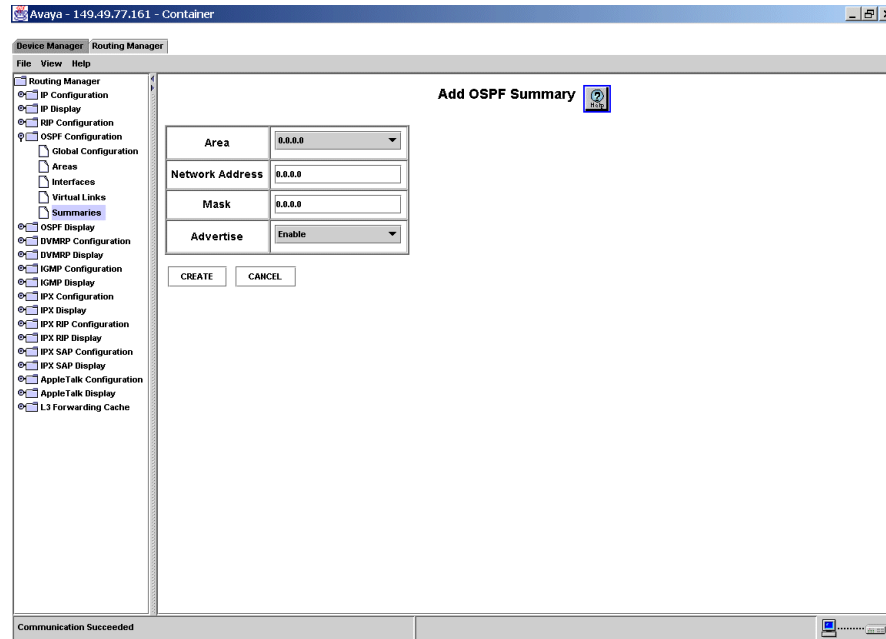 Avaya - 149.49.77.161 - Container
Device Manager Routing Manager
File View Help
Routing Manager
IP Configuration
IP Display
RIP Configuration
OSPF Configuration
Global Configuration
Areas
Interfaces
Virtual Links
Summaries
OSPF Display
DVMRP Configuration
DVMRP Display
IGMP Configuration
IGMP Display
IPX Configuration
IPX Display
IPX RIP Configuration
IPX RIP Display
IPX SAP Configuration
IPX SAP Display
AppleTalk Configuration
AppleTalk Display
L3 Forwarding Cache
Add OSPF Summary Help
Area 0.0.0.0
Network Address 0.0.0.0
Mask 0.0.0.0
Advertise Enable
CREATE CANCEL
Communication Succeeded